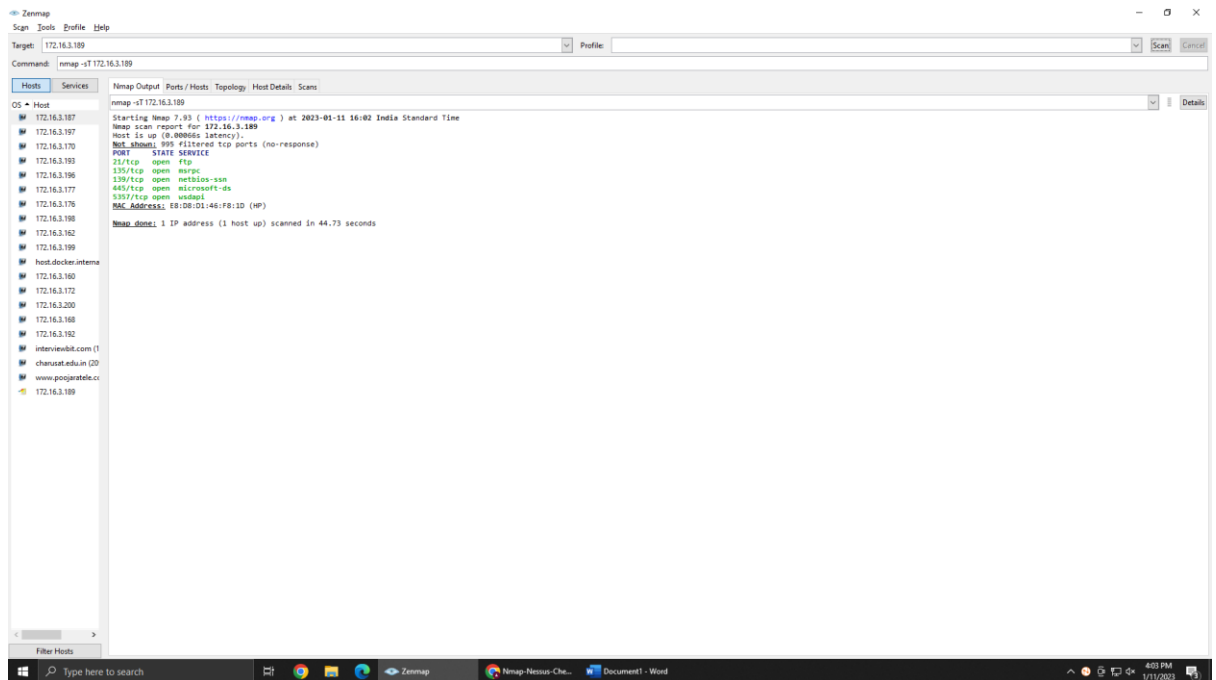 Zenmap
Scan Tools Profile Help
Target: 172.16.3.189 Profile: Scan Cancel
Command: nmap -sT 172.16.3.189
Hosts Services Nmap Output Ports / Hosts Topology Host Details Scans
OS Host
nmap -sT 172.16.3.189 Details
172.16.3.187
172.16.3.197
172.16.3.170
172.16.3.193
172.16.3.196
172.16.3.177
172.16.3.176
172.16.3.198
172.16.3.162
172.16.3.199
host.docker.interna
172.16.3.160
172.16.3.172
172.16.3.200
172.16.3.168
172.16.3.192
interviewbit.com (1
charusat.edu.in (20
www.poojaratele.cc
172.16.3.189
Starting Nmap 7.93 ( https://nmap.org ) at 2023-01-11 16:02 India Standard Time
Nmap scan report for 172.16.3.189
Host is up (0.00066s latency).
Not shown: 995 filtered tcp ports (no-response)
PORT STATE SERVICE
21/tcp open ftp
135/tcp open msrpc
139/tcp open netbios-ssn
445/tcp open microsoft-ds
5357/tcp open wsdapi
MAC Address: E8:D8:D1:46:F8:1D (HP)
Nmap done: 1 IP address (1 host up) scanned in 44.73 seconds
Filter Hosts
Type here to search
Zenmap
Nmap-Nessus-Che...
Document1 - Word
4:03 PM
1/11/2023